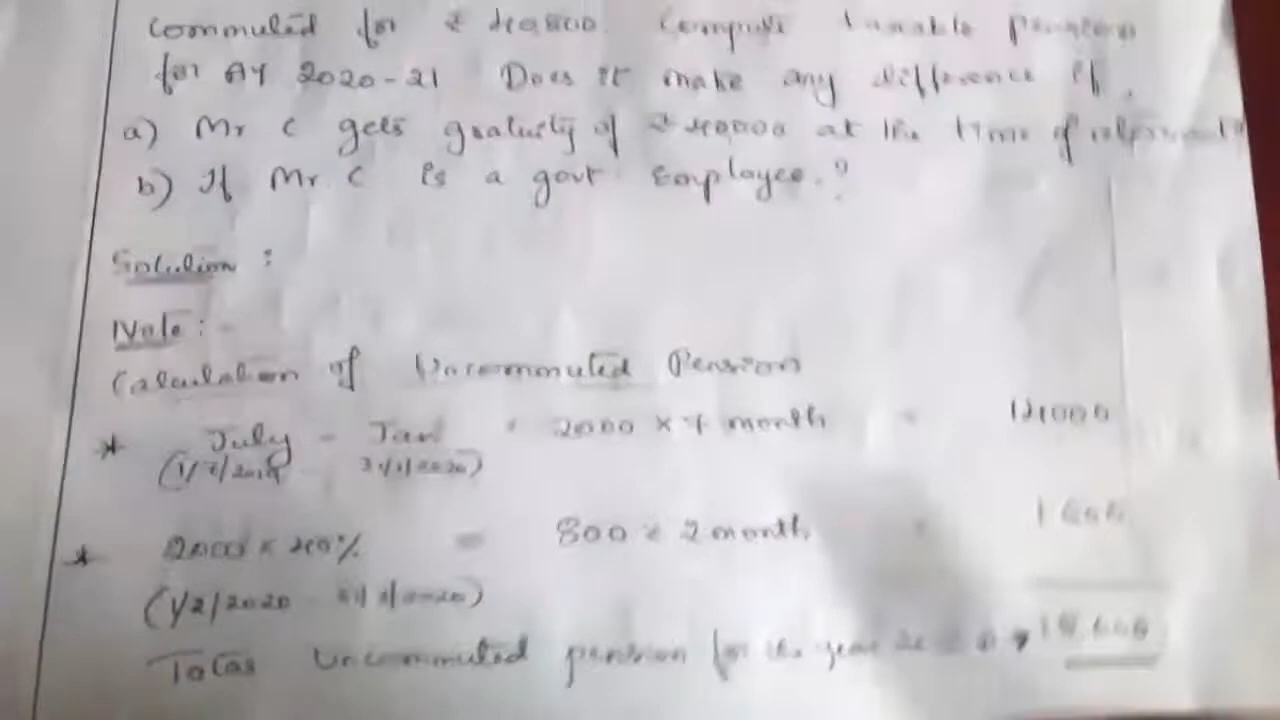 Commuted for ₹ Compute taxable Pension
for AY 2020-21 Does it make any difference if,
a) Mr C gets gratuity of ₹ 40000 at the time of
b) If Mr. C is a govt Employee.?
Solution :
Note :-
Calculation of Uncommuted Pension
* July - Jan 2000 x 7 month
(1/7/2019 31/1/2020)
* 2000 x 40% = 800 x 2 month
(1/2/2020
Total Uncommuted pension for the year